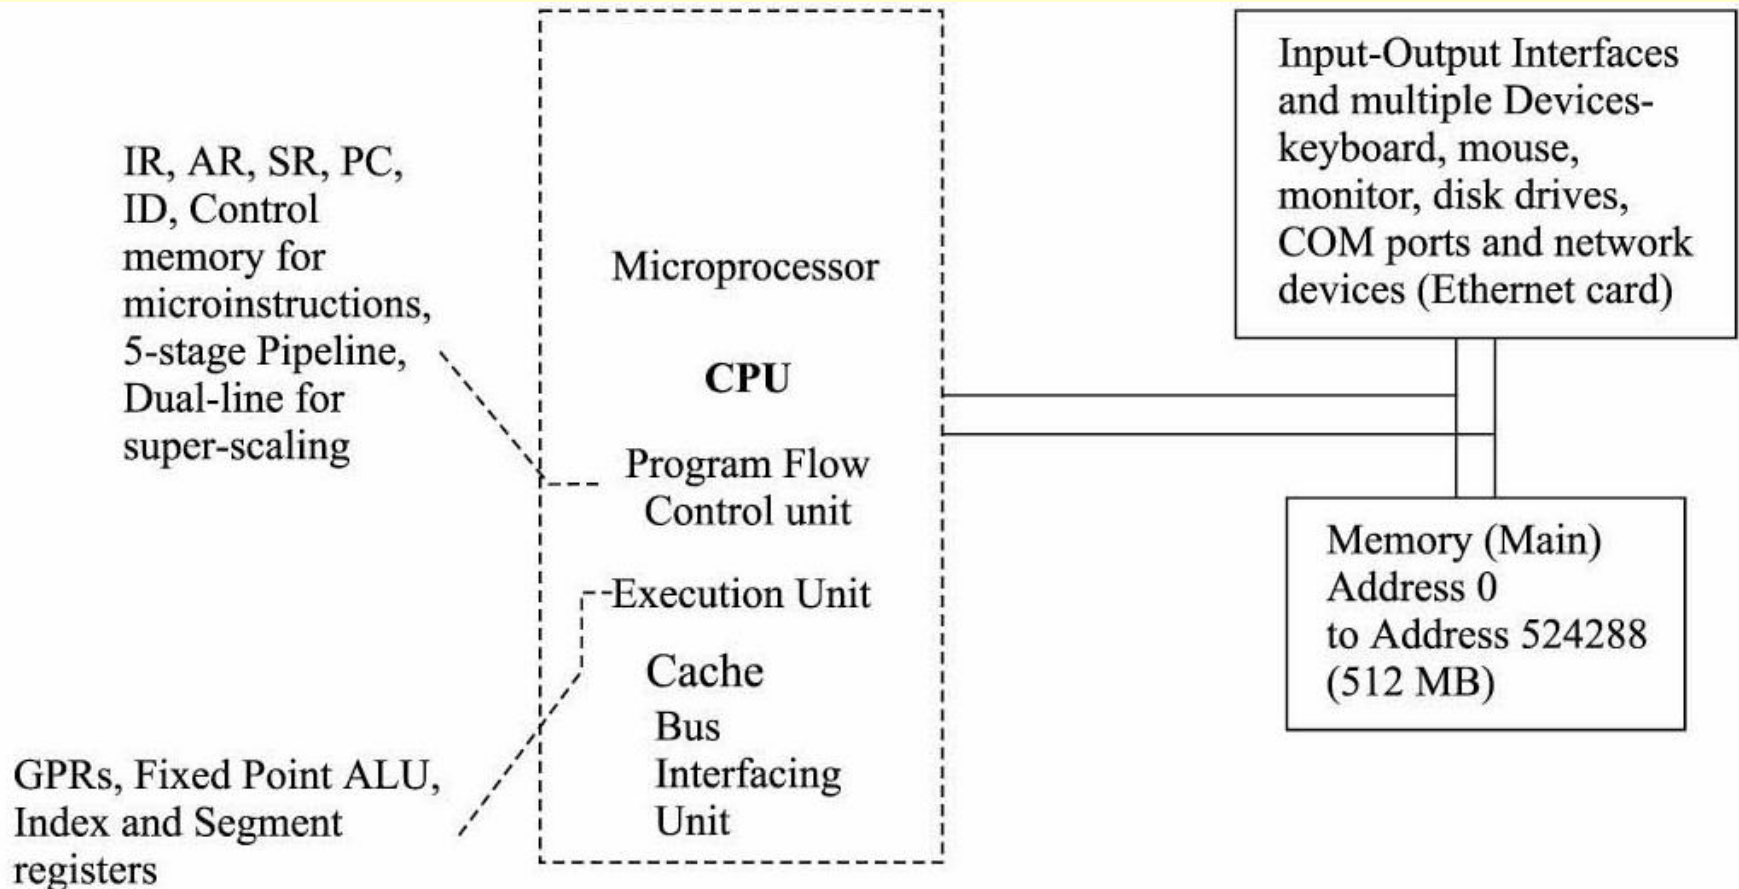 IR, AR, SR, PC,
ID, Control
memory for
microinstructions,
5-stage Pipeline,
Dual-line for
super-scaling
GPRs, Fixed Point ALU,
Index and Segment
registers
Microprocessor
CPU
Program Flow
Control unit
Execution Unit
Cache
Bus
Interfacing
Unit
Input-Output Interfaces
and multiple Devices-
keyboard, mouse,
monitor, disk drives,
COM ports and network
devices (Ethernet card)
Memory (Main)
Address 0
to Address 524288
(512 MB)